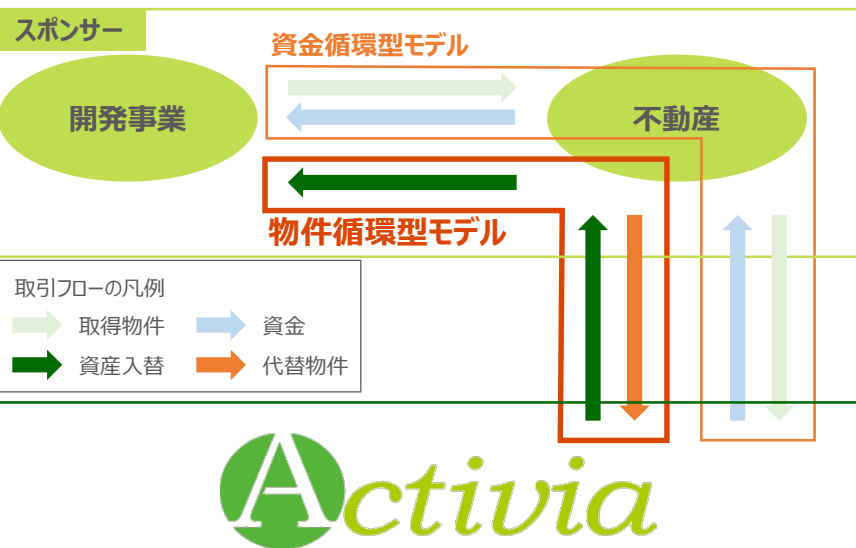 スポンサー
資金循環型モデル
開発事業
不動産
物件循環型モデル
取引フローの凡例
取得物件
資金
資産入替
代替物件
Activia